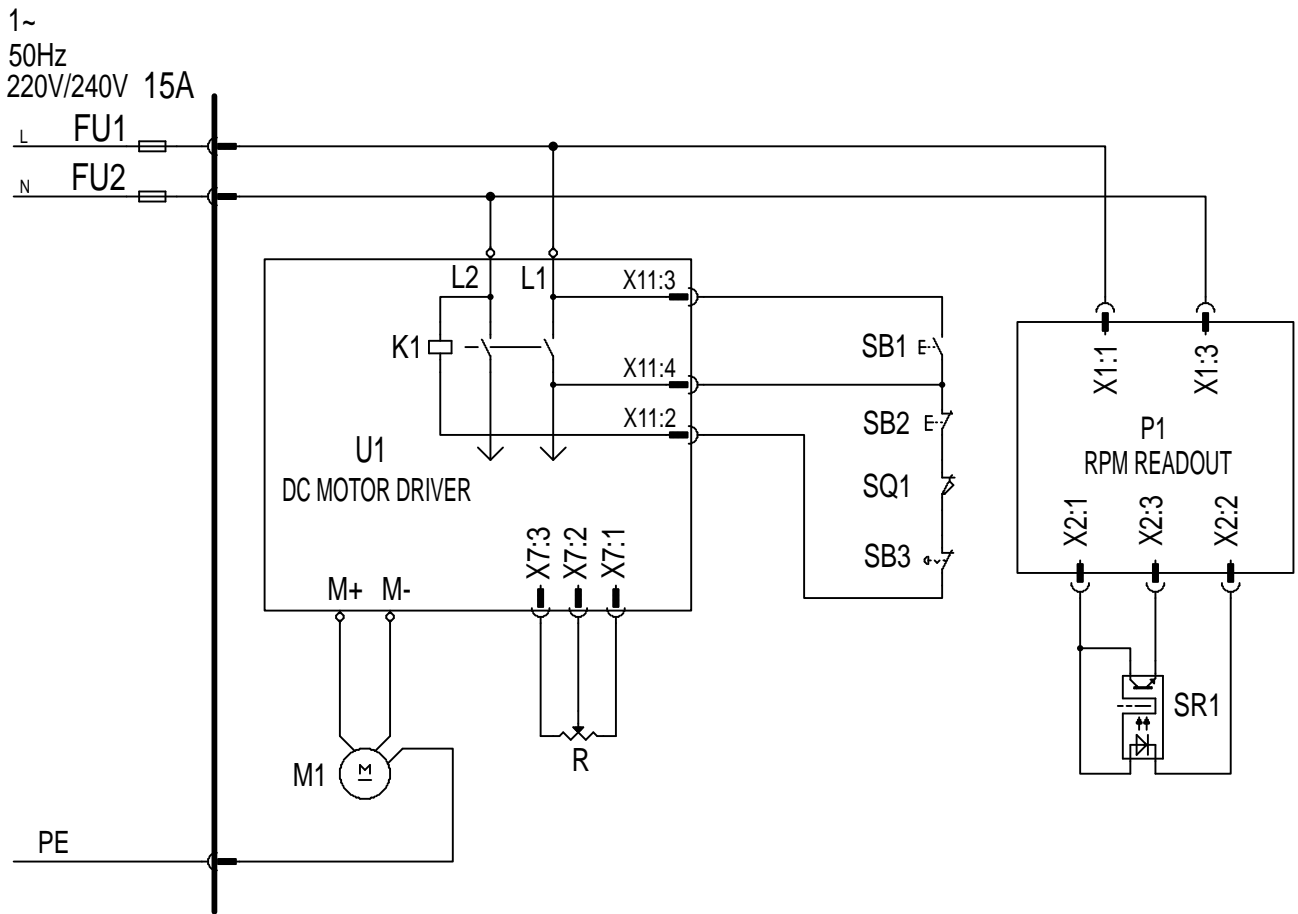 1~
50Hz
220V/240V 15A
L FU1
N FU2
L2 L1 X11:3
K1 SB1
X11:4
X11:2 SB2
X1:1 X1:3
U1 P1
DC MOTOR DRIVER RPM READOUT
SQ1
X7:3 X7:2 X7:1 X2:1 X2:3 X2:2
SB3
M+ M-
SR1
R
M1 M
PE